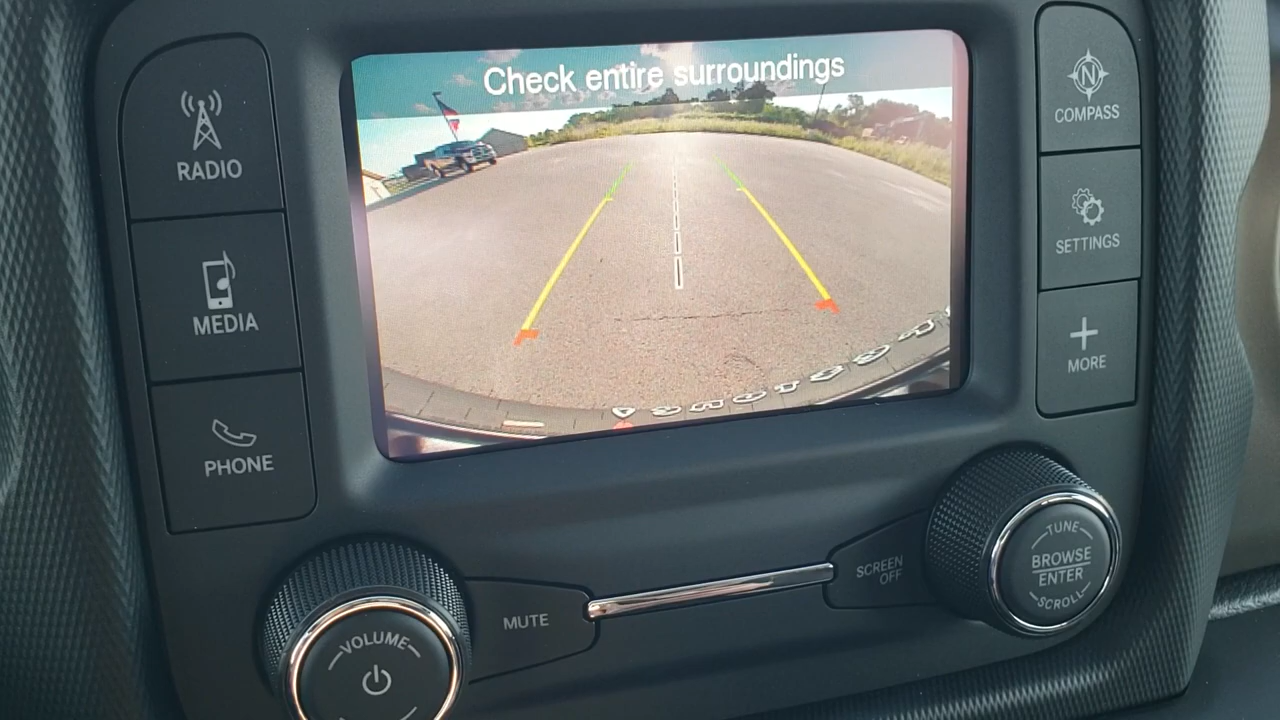 Check entire surroundings
RADIO
MEDIA
PHONE
N
COMPASS
SETTINGS
MORE
VOLUME
MUTE
SCREEN
OFF
TUNE
BROWSE
ENTER
SCROLL